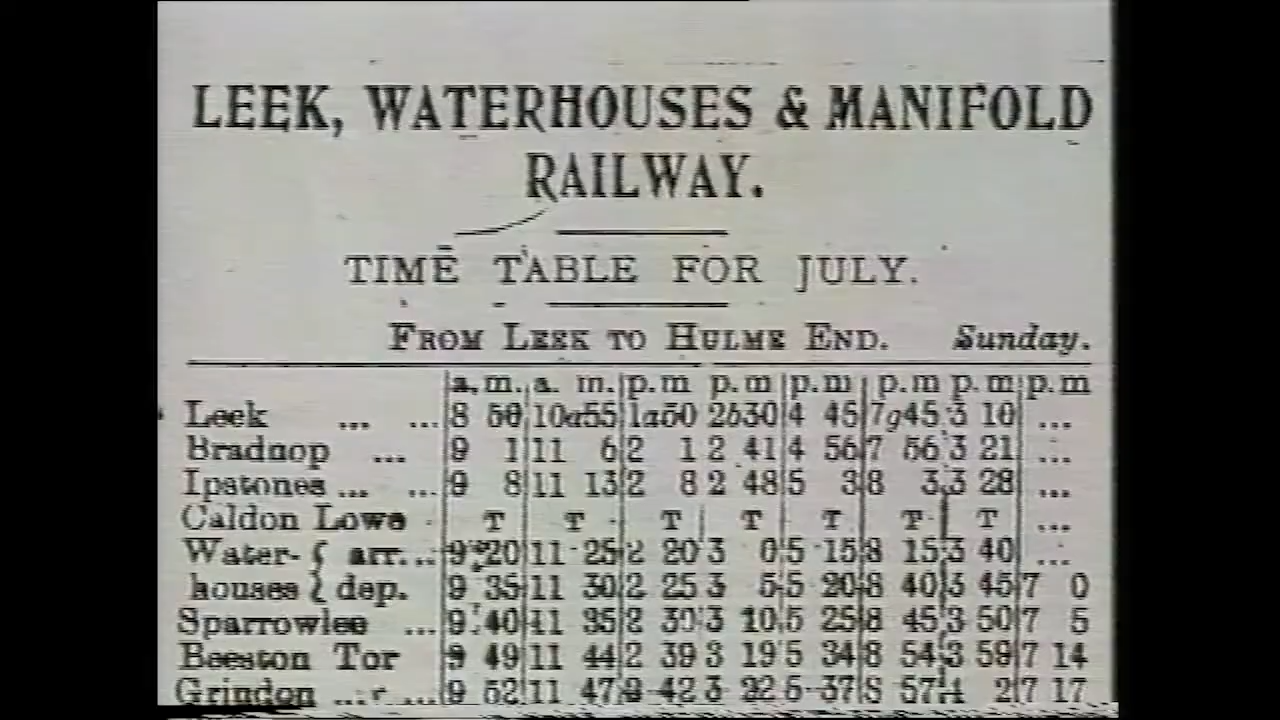 LEEK, WATERHOUSES & MANIFOLD
RAILWAY.
TIME TABLE FOR JULY.
FROM LEEK TO HULME END. Sunday.
a. m. a. m. p. m p. m p. m p. m p. m p. m
Leek ... ... 8 50 10a55 1a50 2b30 4 45 7g45 3 10 ...
Bradnop ... 9 1 11 6 2 1 2 41 4 56 7 56 3 21 ...
Ipstones ... ... 9 8 11 13 2 8 2 48 5 3 8 3 3 28 ...
Caldon Lowe T T T T T T T ...
Water- { arr... 9 20 11 25 2 20 3 0 5 15 8 15 3 40 ...
houses { dep. 9 35 11 30 2 25 3 5 5 20 8 40 3 45 7 0
Sparrowlee ... 9 40 11 35 2 30 3 10 5 25 8 45 3 50 7 5
Beeston Tor 9 49 11 44 2 39 3 19 5 34 8 54 3 59 7 14
Grindon ... ... 9 52 11 47 2 42 3 22 5 37 8 57 4 2 7 17